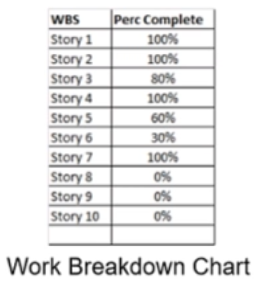 WBS Perc Complete
Story 1 100%
Story 2 100%
Story 3 80%
Story 4 100%
Story 5 60%
Story 6 30%
Story 7 100%
Story 8 0%
Story 9 0%
Story 10 0%
Work Breakdown Chart